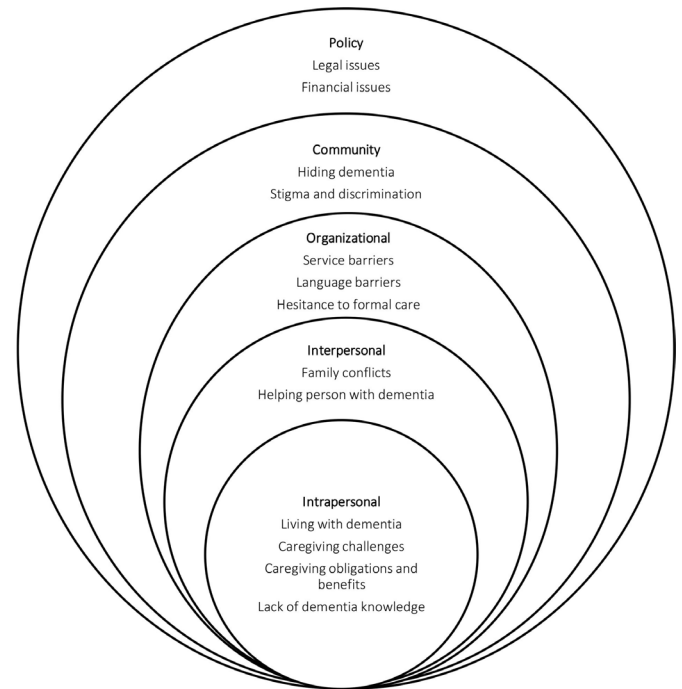 Policy
Legal issues
Financial issues
Community
Hiding dementia
Stigma and discrimination
Organizational
Service barriers
Language barriers
Hesitance to formal care
Interpersonal
Family conflicts
Helping person with dementia
Intrapersonal
Living with dementia
Caregiving challenges
Caregiving obligations and
benefits
Lack of dementia knowledge